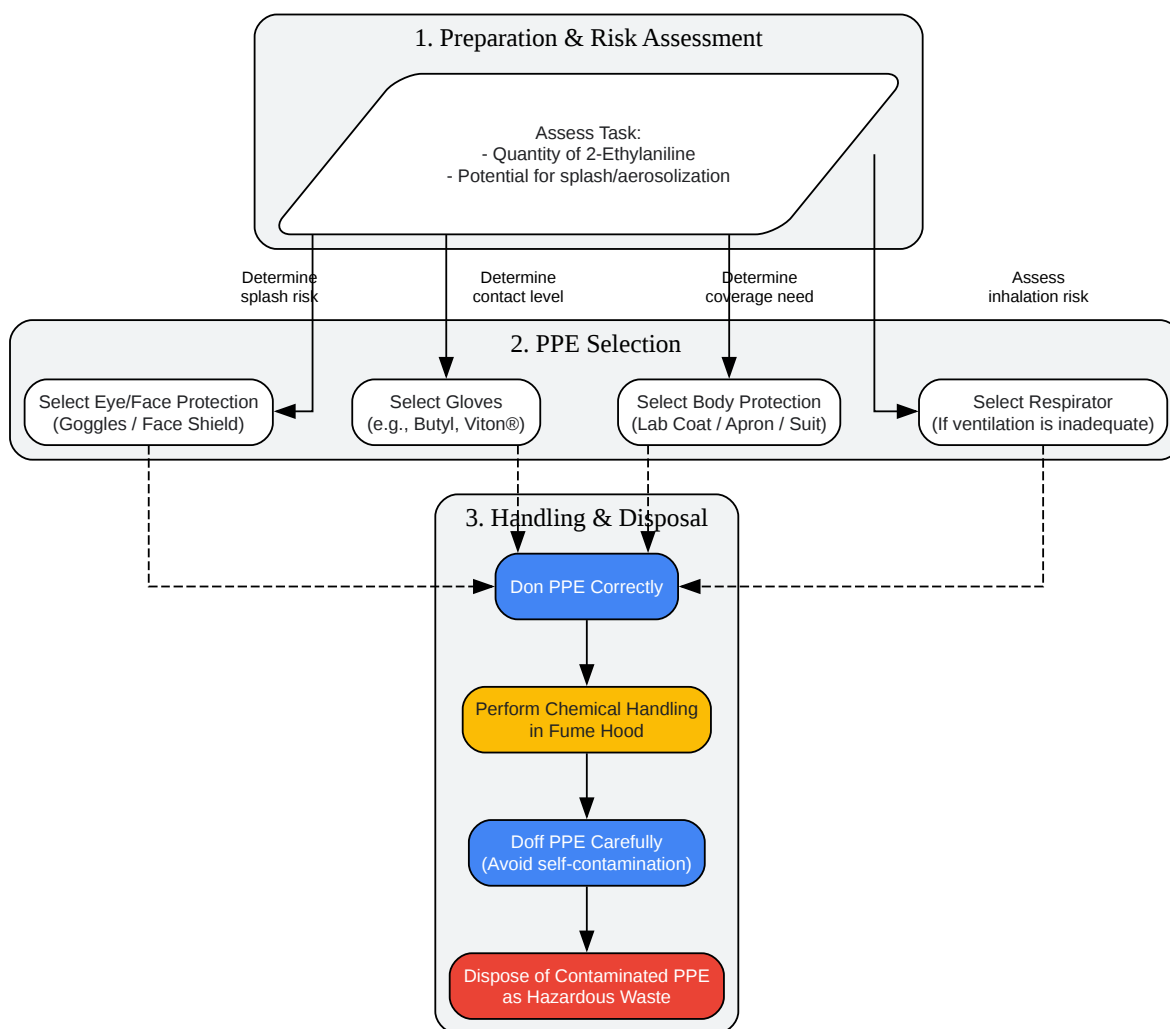 1. Preparation & Risk Assessment
Assess Task:
- Quantity of 2-Ethylaniline
- Potential for splash/aerosolization
Determine
splash risk
Determine
contact level
Determine
coverage need
Assess
inhalation risk
2. PPE Selection
Select Eye/Face Protection
(Goggles / Face Shield)
Select Gloves
(e.g., Butyl, Viton®)
Select Body Protection
(Lab Coat / Apron / Suit)
Select Respirator
(If ventilation is inadequate)
3. Handling & Disposal
Don PPE Correctly
Perform Chemical Handling
in Fume Hood
Doff PPE Carefully
(Avoid self-contamination)
Dispose of Contaminated PPE
as Hazardous Waste